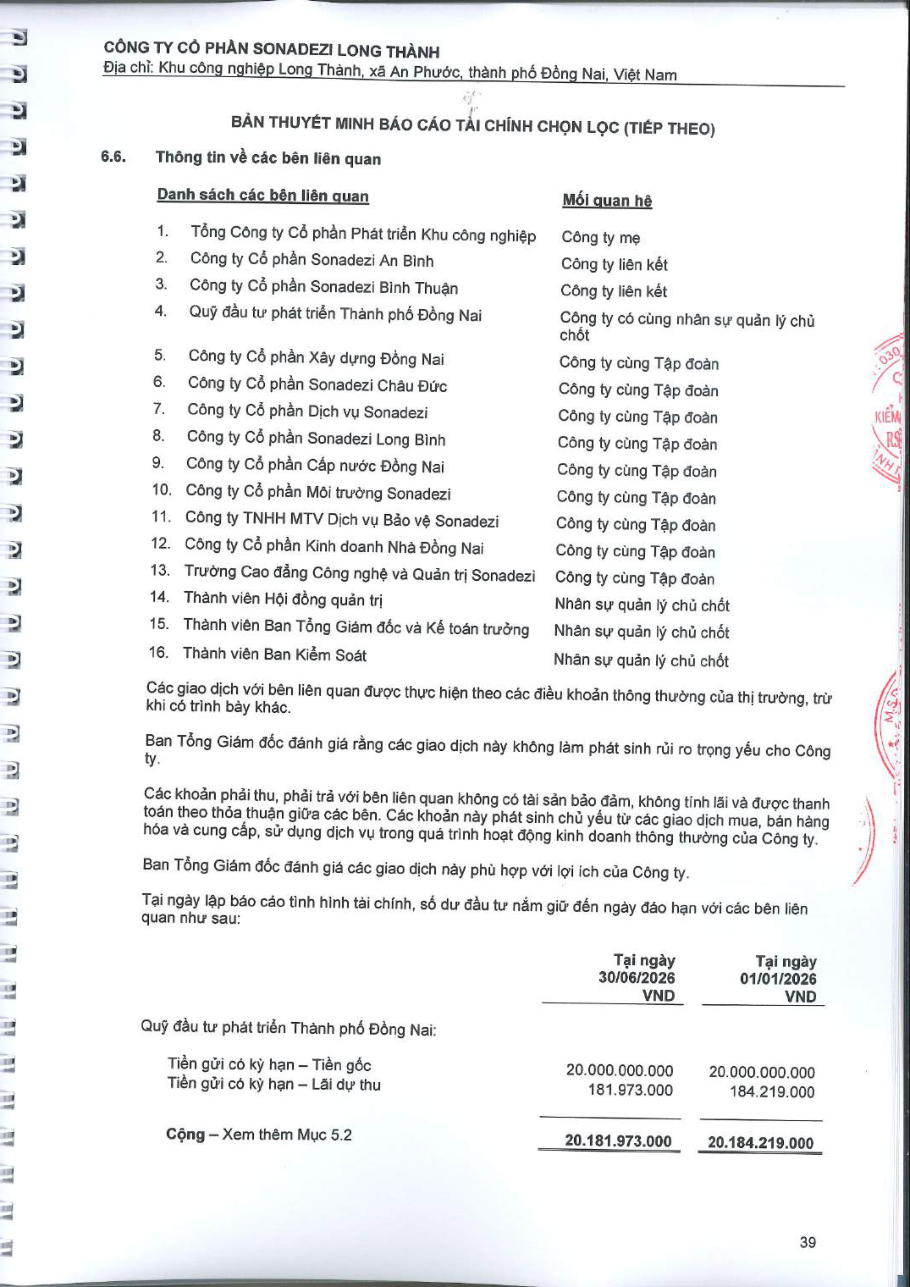 CÔNG TY CỔ PHẦN SONADEZI LONG THÀNH
Địa chỉ: Khu công nghiệp Long Thành, xã An Phước, thành phố Đồng Nai, Việt Nam
BẢN THUYẾT MINH BÁO CÁO TÀI CHÍNH CHỌN LỌC (TIẾP THEO)
6.6. Thông tin về các bên liên quan
Danh sách các bên liên quan Mối quan hệ
1. Tổng Công ty Cổ phần Phát triển Khu công nghiệp Công ty mẹ
2. Công ty Cổ phần Sonadezi An Bình Công ty liên kết
3. Công ty Cổ phần Sonadezi Bình Thuận Công ty liên kết
4. Quỹ đầu tư phát triển Thành phố Đồng Nai Công ty có cùng nhân sự quản lý chủ
chốt
5. Công ty Cổ phần Xây dựng Đồng Nai Công ty cùng Tập đoàn
6. Công ty Cổ phần Sonadezi Châu Đức Công ty cùng Tập đoàn
7. Công ty Cổ phần Dịch vụ Sonadezi Công ty cùng Tập đoàn
8. Công ty Cổ phần Sonadezi Long Bình Công ty cùng Tập đoàn
9. Công ty Cổ phần Cấp nước Đồng Nai Công ty cùng Tập đoàn
10. Công ty Cổ phần Môi trường Sonadezi Công ty cùng Tập đoàn
11. Công ty TNHH MTV Dịch vụ Bảo vệ Sonadezi Công ty cùng Tập đoàn
12. Công ty Cổ phần Kinh doanh Nhà Đồng Nai Công ty cùng Tập đoàn
13. Trường Cao đẳng Công nghệ và Quản trị Sonadezi Công ty cùng Tập đoàn
14. Thành viên Hội đồng quản trị Nhân sự quản lý chủ chốt
15. Thành viên Ban Tổng Giám đốc và Kế toán trưởng Nhân sự quản lý chủ chốt
16. Thành viên Ban Kiểm Soát Nhân sự quản lý chủ chốt
Các giao dịch với bên liên quan được thực hiện theo các điều khoản thông thường của thị trường, trừ
khi có trình bày khác.
Ban Tổng Giám đốc đánh giá rằng các giao dịch này không làm phát sinh rủi ro trọng yếu cho Công
ty.
Các khoản phải thu, phải trả với bên liên quan không có tài sản bảo đảm, không tính lãi và được thanh
toán theo thỏa thuận giữa các bên. Các khoản này phát sinh chủ yếu từ các giao dịch mua, bán hàng
hóa và cung cấp, sử dụng dịch vụ trong quá trình hoạt động kinh doanh thông thường của Công ty.
Ban Tổng Giám đốc đánh giá các giao dịch này phù hợp với lợi ích của Công ty.
Tại ngày lập báo cáo tình hình tài chính, số dư đầu tư nắm giữ đến ngày đáo hạn với các bên liên
quan như sau:
Tại ngày Tại ngày
30/06/2026 01/01/2026
VND VND
Quỹ đầu tư phát triển Thành phố Đồng Nai:
Tiền gửi có kỳ hạn – Tiền gốc 20.000.000.000 20.000.000.000
Tiền gửi có kỳ hạn – Lãi dự thu 181.973.000 184.219.000
Cộng – Xem thêm Mục 5.2 20.181.973.000 20.184.219.000
39